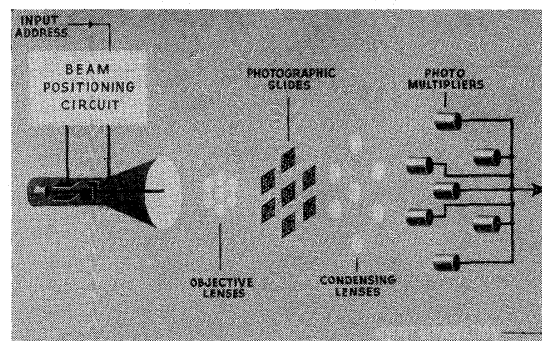 INPUT
ADDRESS
BEAM
POSITIONING
CIRCUIT
PHOTOGRAPHIC
SLIDES
PHOTO
MULTIPLIERS
OBJECTIVE
LENSES
CONDENSING
LENSES